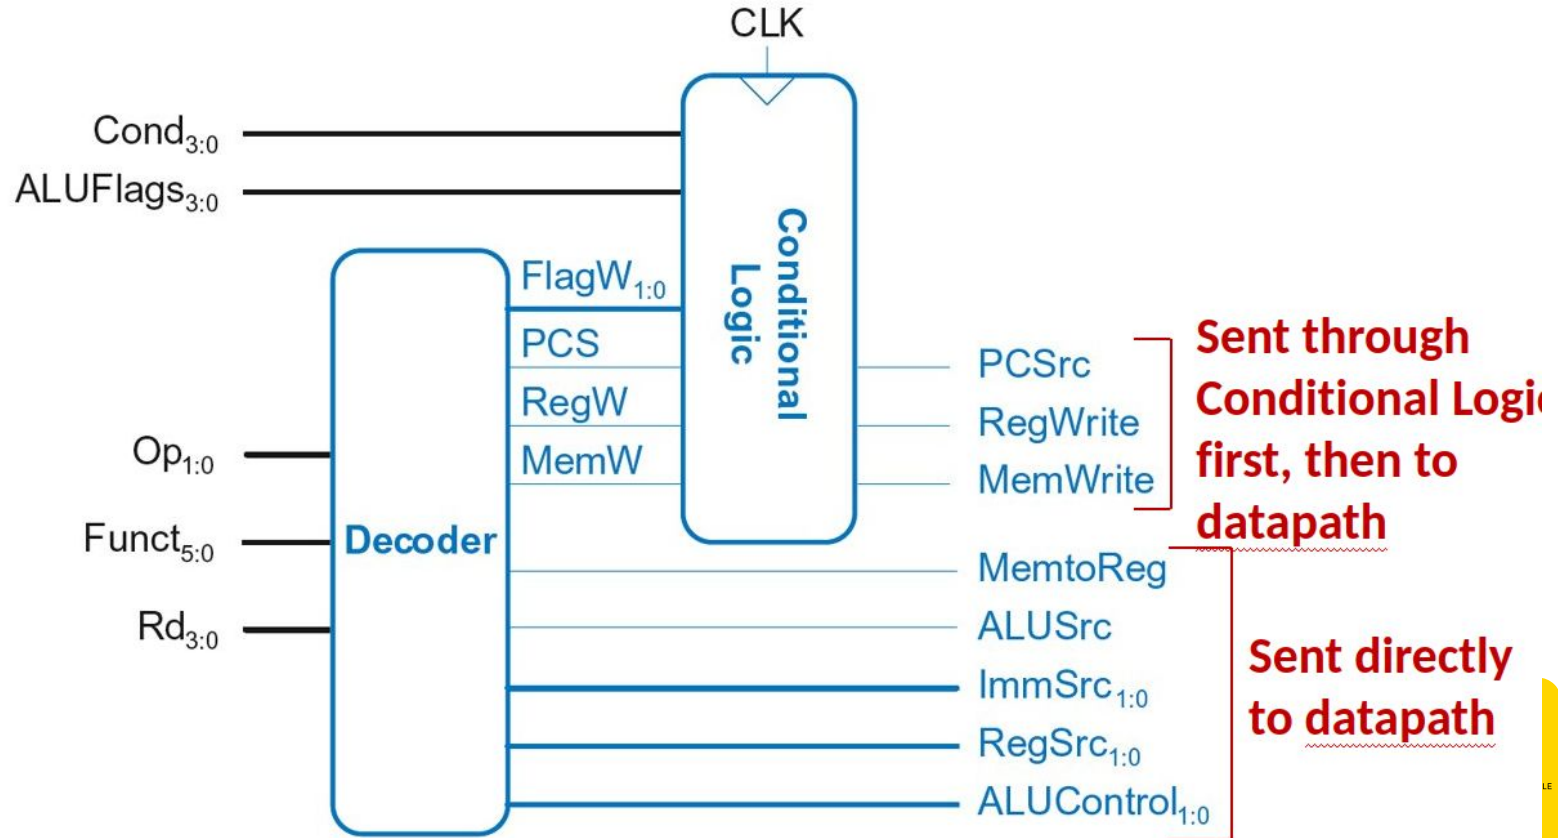 CLK
Cond3:0
ALUFlags3:0
Conditional
Logic
FlagW1:0
PCS
RegW
MemW
PCSrc
RegWrite
MemWrite
Sent through
Conditional Logi
first, then to
datapath
Op1:0
Funct5:0
Rd3:0
Decoder
MemtoReg
ALUSrc
ImmSrc1:0
RegSrc1:0
ALUControl1:0
Sent directly
to datapath
LE